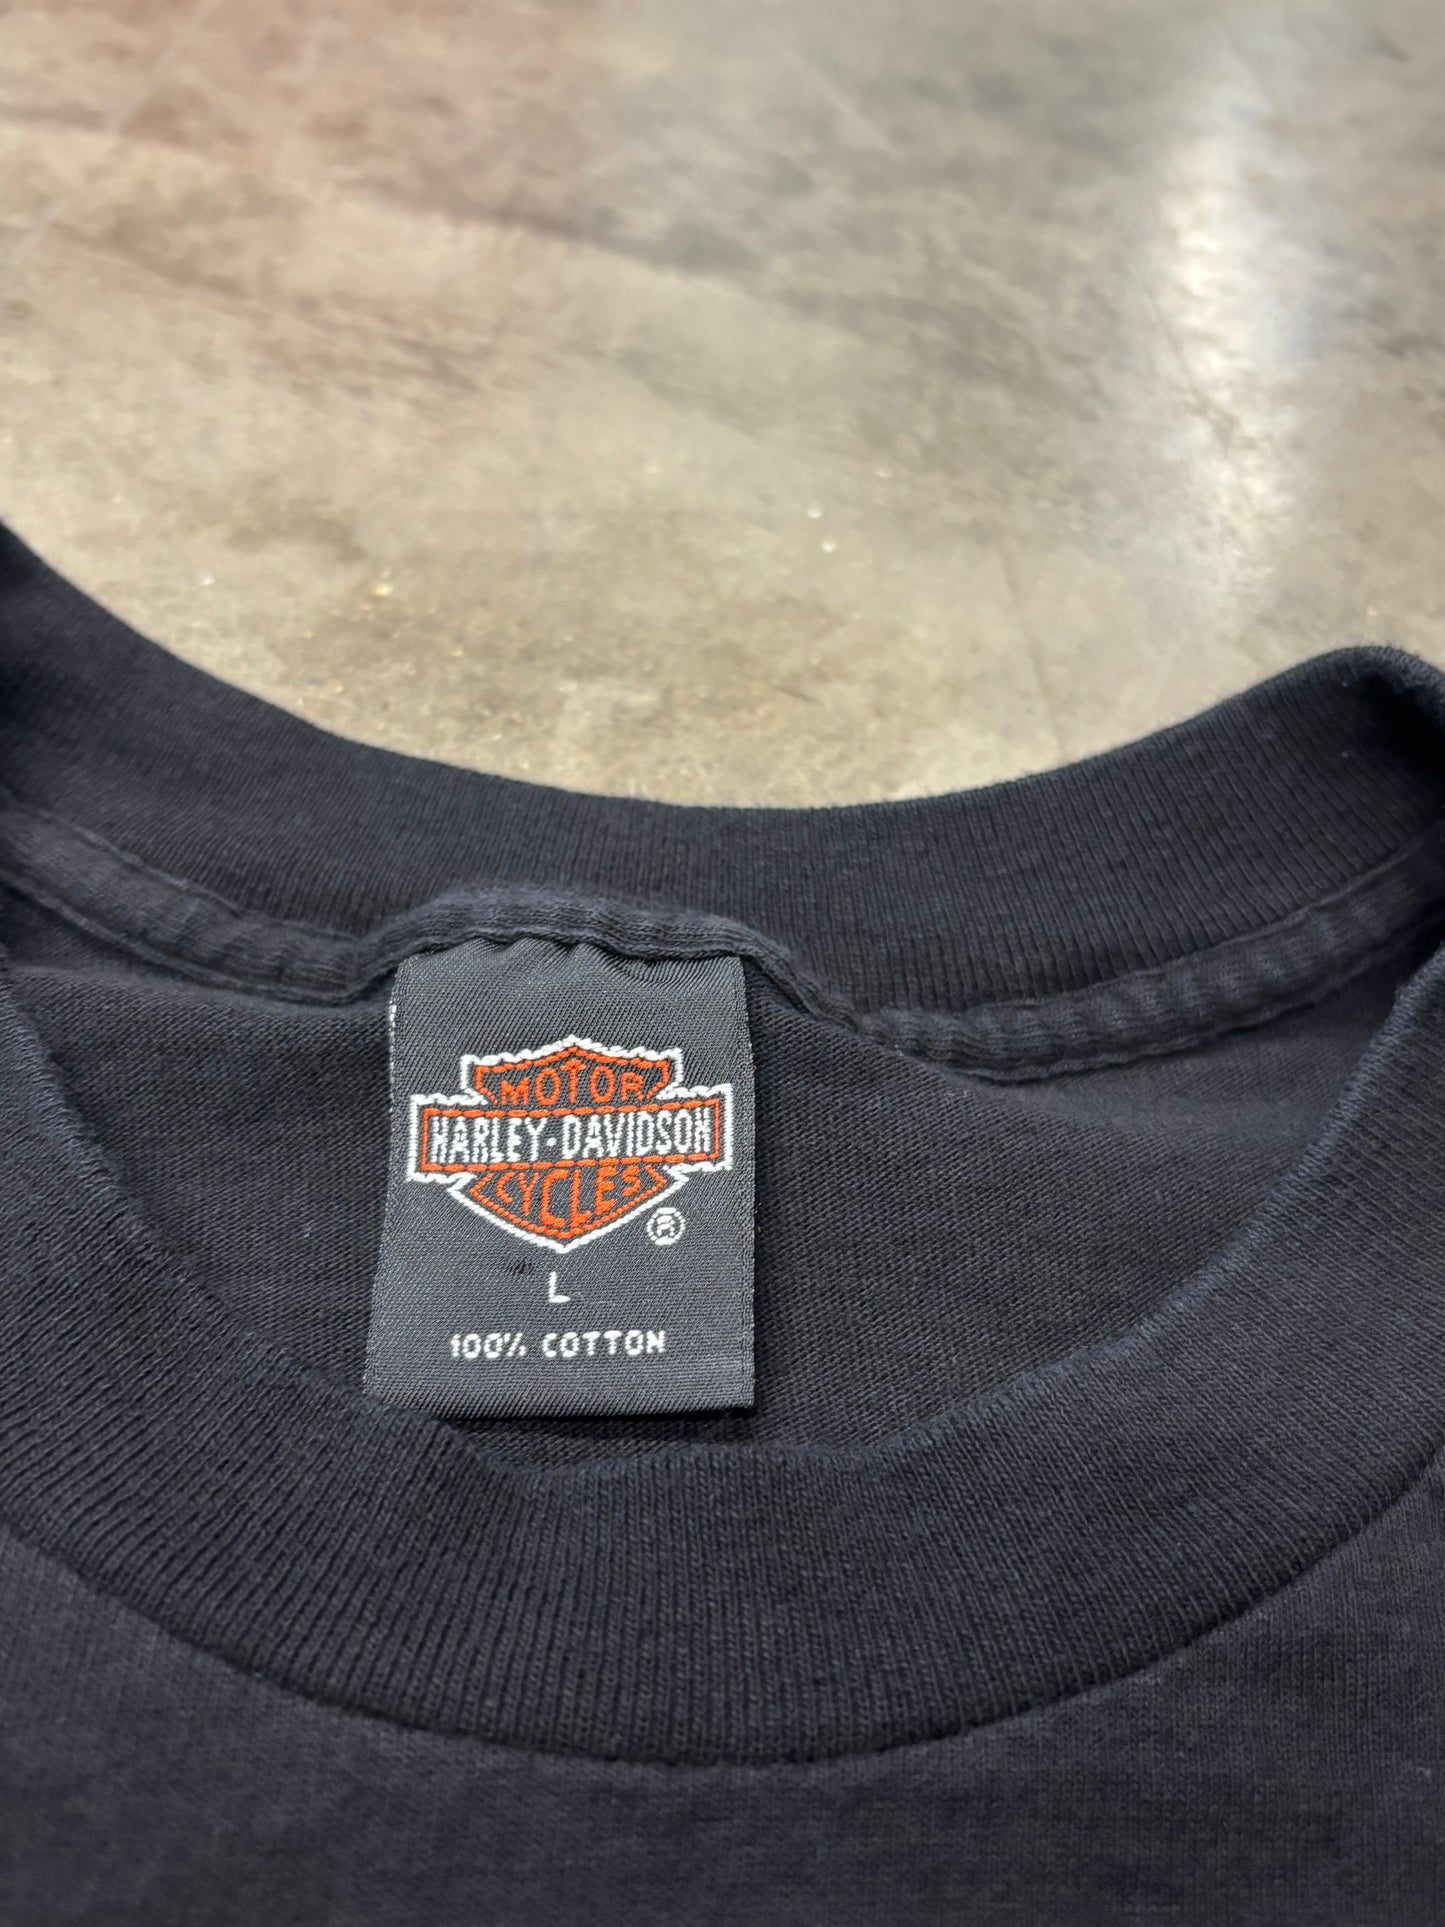 MOTOR
HARLEY-DAVIDSON
CYCLES
®
L
100% COTTON